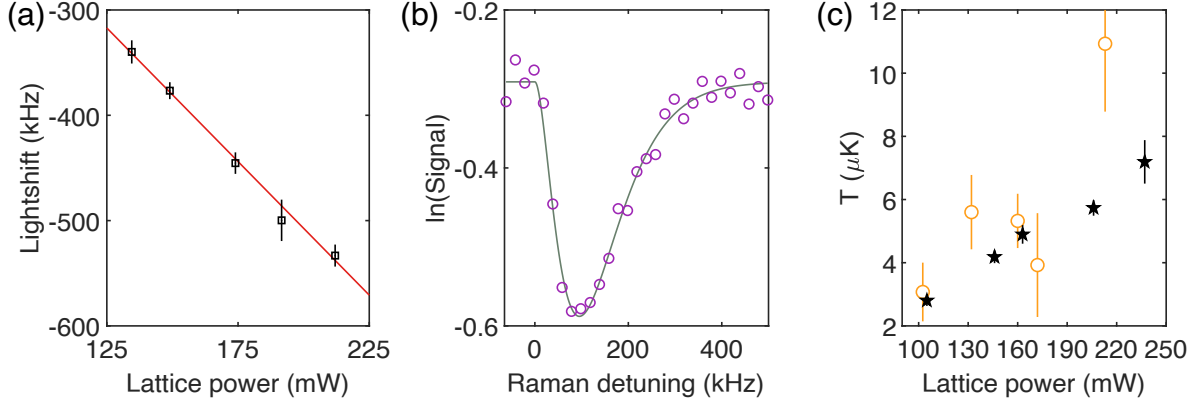 (a)
-300
-400
-500
-600
Lightshift (kHz)
125
175
225
Lattice power (mW)
(b)
-0.2
-0.4
-0.6
ln(Signal)
0
200
400
Raman detuning (kHz)
(c)
12
10
8
6
4
2
T (μK)
100
130
160
190
220
250
Lattice power (mW)